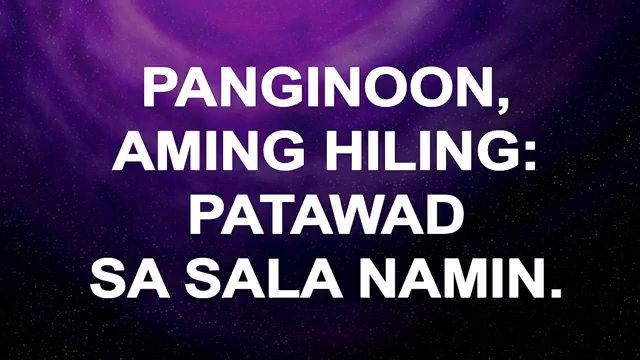 PANGINOON,
AMING HILING:
PATAWAD
SA SALA NAMIN.